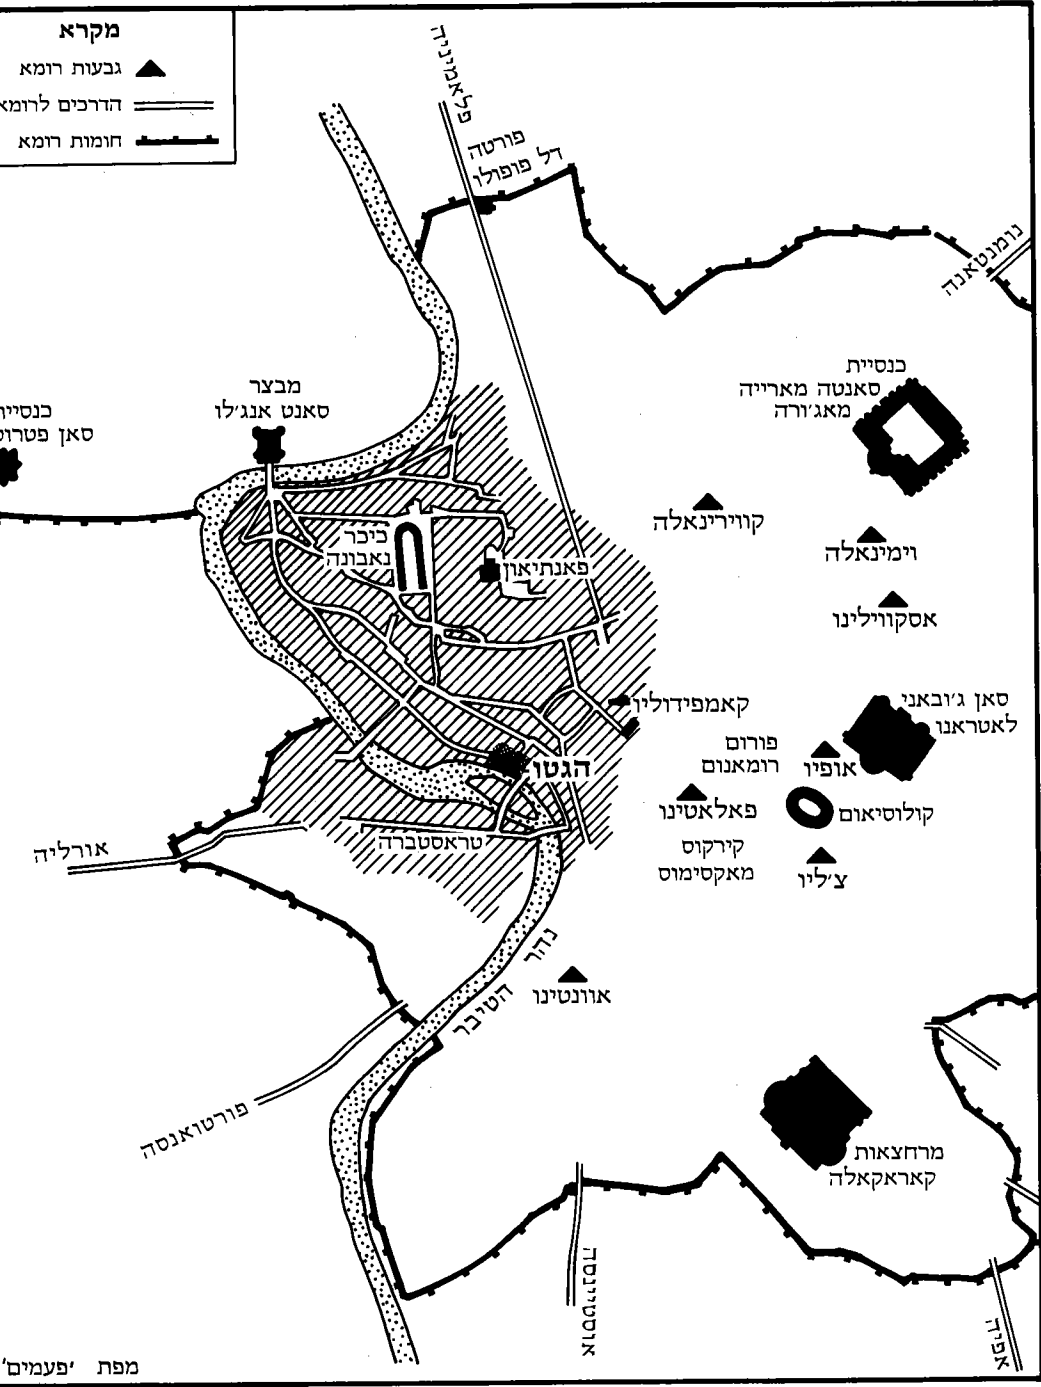 מקרא
גבעות רומא
הדרכים לרומא
חומות רומא
פלאמיניה
פורטה
דל פופולו
נומנטאנה
כנסיית
סאנטה מארייה
מאג'ורה
מבצר
סאנט אנג'לו
כנסיי
סאן פטרוס
קווירינאלה
וימינאלה
כיכר
נאבונה
פאנתיאון
אסקווילינו
קאמפידוליו
סאן ג'ובאני
לאטראנו
פורום
רומאנום
אופיו
הגטו
פאלאטינו
קולוסיאום
טראסטברה
קירקוס
מאקסימוס
צ'ליו
אורליה
נהר
הטיבר
אוונטינו
פורטואנסה
מרחצאות
קאראקאלה
אוסטיינסה
אפיה
מפת 'פעמים'